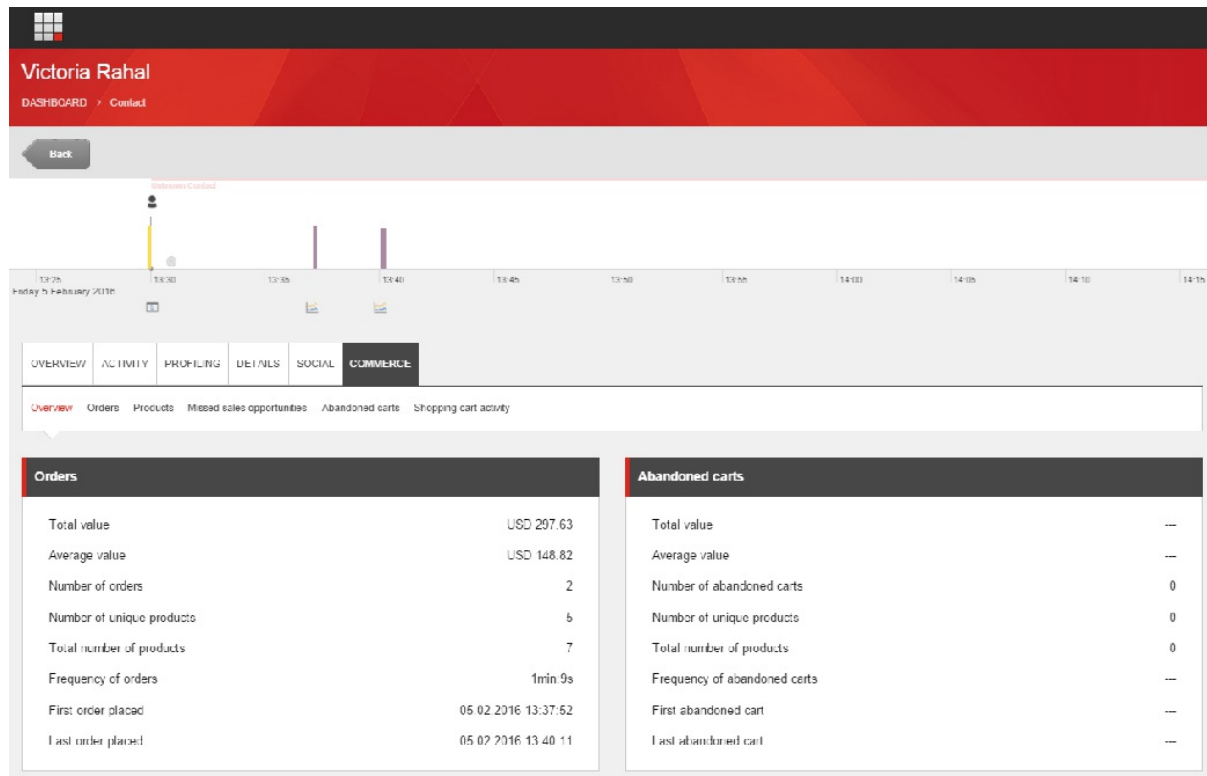 Victoria Rahal
DASHBOARD > Contact
Back
Unknown Contact
13:25 13:30 13:35 13:40 13:45 13:50 13:55 14:00 14:05 14:10 14:15
Friday 5 February 2016
OVERVIEW ACTIVITY PROFILING DETAILS SOCIAL COMMERCE
Overview Orders Products Missed sales opportunities Abandoned carts Shopping cart activity
Orders
Total value USD 297.63
Average value USD 148.82
Number of orders 2
Number of unique products 5
Total number of products 7
Frequency of orders 1min 9s
First order placed 05 02 2016 13:37:52
Last order placed 05 02 2016 13 40 11
Abandoned carts
Total value ---
Average value ---
Number of abandoned carts 0
Number of unique products 0
Total number of products 0
Frequency of abandoned carts ---
First abandoned cart ---
Last abandoned cart ---